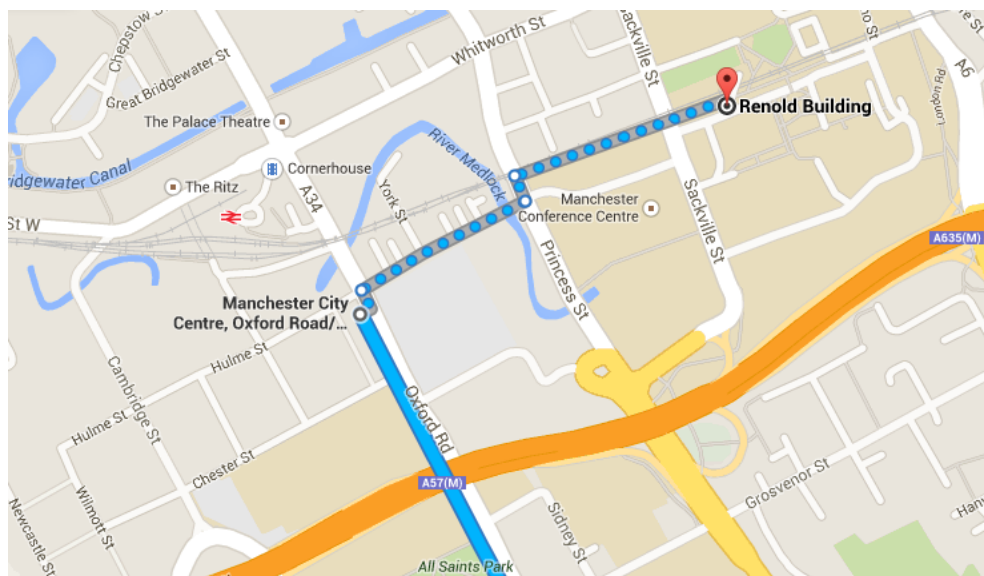 Chepstow St
Great Bridgewater St
Whitworth St
Sackville St
A6
London Rd
The Palace Theatre
Renold Building
Bridgewater Canal
Cornerhouse
The Ritz
A34
York St
River Medlock
St W
Manchester
Conference Centre
Sackville St
A635(M)
Princess St
Manchester City
Centre, Oxford Road/...
Hulme St
Cambridge St
Hulme St
Oxford Rd
Chester St
A57(M)
Grosvenor St
Newcastle St
Wilmott St
Sidney St
All Saints Park